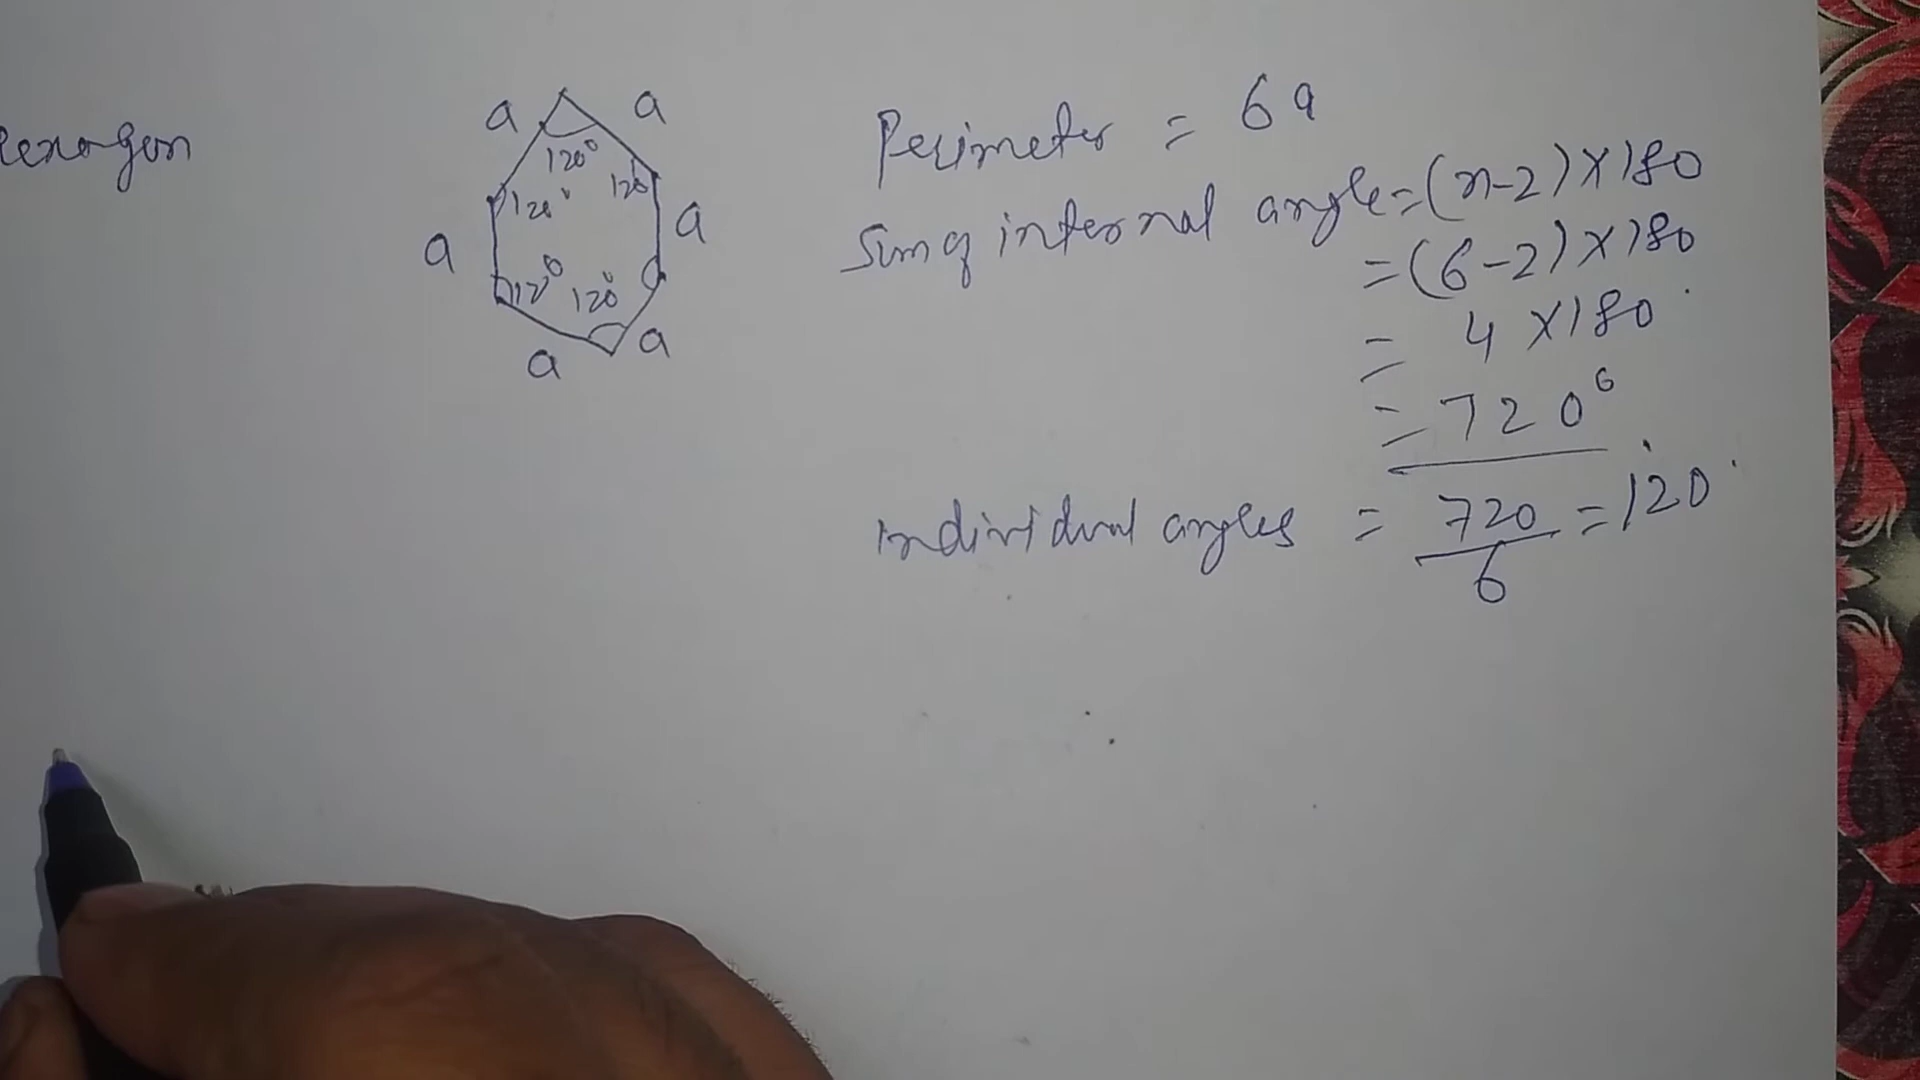 Hexagon
a a
120°
120° 120
a a
120° 120°
a a
Perimeter = 6a
Sum of internal angle = (n-2) × 180
= (6-2) × 180
= 4 × 180
= 720°
individual angles = 720/6 = 120°